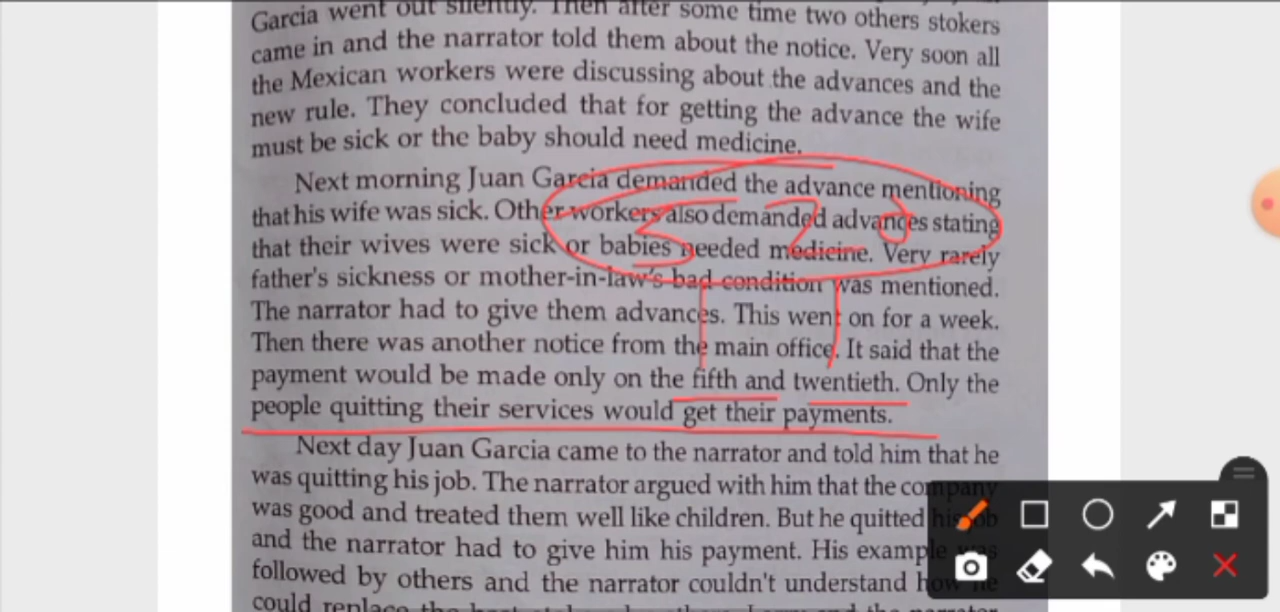 Garcia went out silently. Then after some time two others stokers
came in and the narrator told them about the notice. Very soon all
the Mexican workers were discussing about the advances and the
new rule. They concluded that for getting the advance the wife
must be sick or the baby should need medicine.
Next morning Juan Garcia demanded the advance mentioning
that his wife was sick. Other workers also demanded advances stating
that their wives were sick or babies needed medicine. Very rarely
father's sickness or mother-in-law's bad condition was mentioned.
The narrator had to give them advances. This went on for a week.
Then there was another notice from the main office. It said that the
payment would be made only on the fifth and twentieth. Only the
people quitting their services would get their payments.
Next day Juan Garcia came to the narrator and told him that he
was quitting his job. The narrator argued with him that the company
was good and treated them well like children. But he quitted his job
and the narrator had to give him his payment. His example was
followed by others and the narrator couldn't understand how he
could replace the